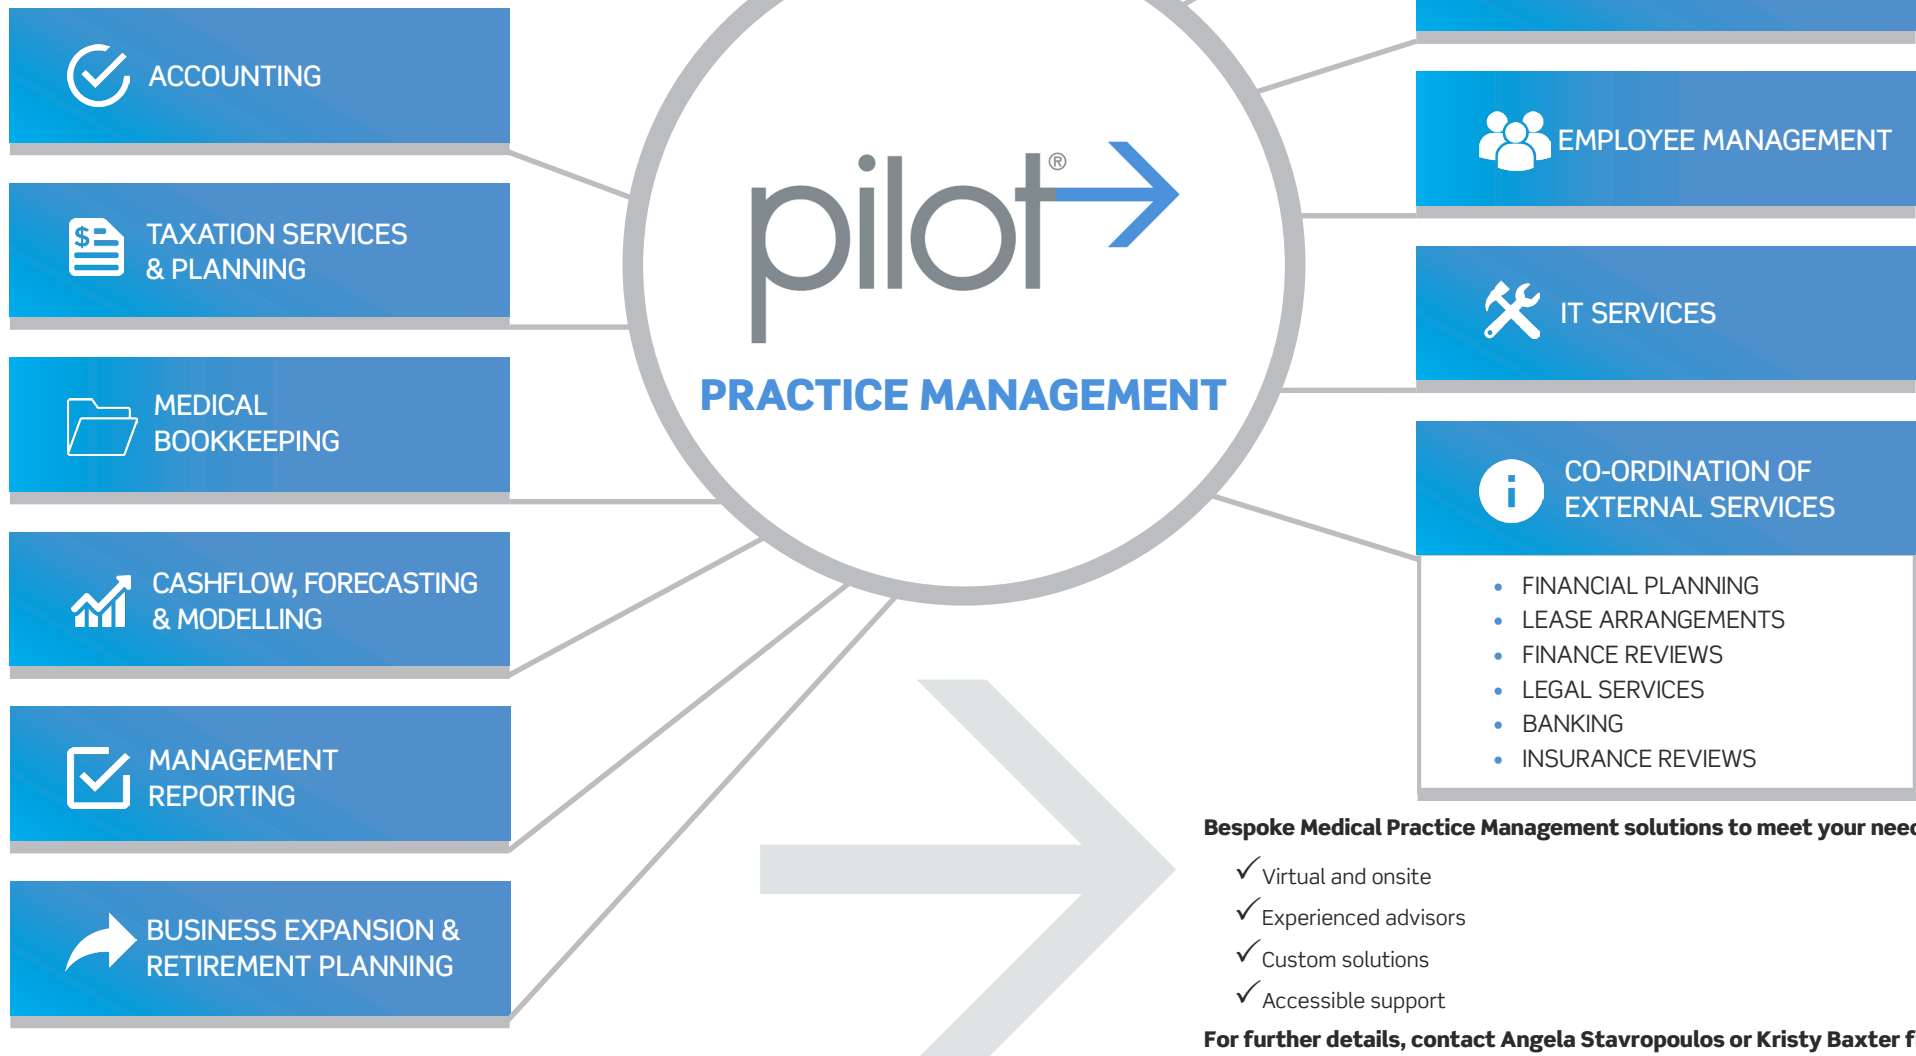 ACCOUNTING
TAXATION SERVICES
& PLANNING
MEDICAL
BOOKKEEPING
CASHFLOW, FORECASTING
& MODELLING
MANAGEMENT
REPORTING
BUSINESS EXPANSION &
RETIREMENT PLANNING
pilot®
PRACTICE MANAGEMENT
EMPLOYEE MANAGEMENT
IT SERVICES
CO-ORDINATION OF
EXTERNAL SERVICES
• FINANCIAL PLANNING
• LEASE ARRANGEMENTS
• FINANCE REVIEWS
• LEGAL SERVICES
• BANKING
• INSURANCE REVIEWS
Bespoke Medical Practice Management solutions to meet your
✓ Virtual and onsite
✓ Experienced advisors
✓ Custom solutions
✓ Accessible support
For further details, contact Angela Stavropoulos or Kristy Baxter